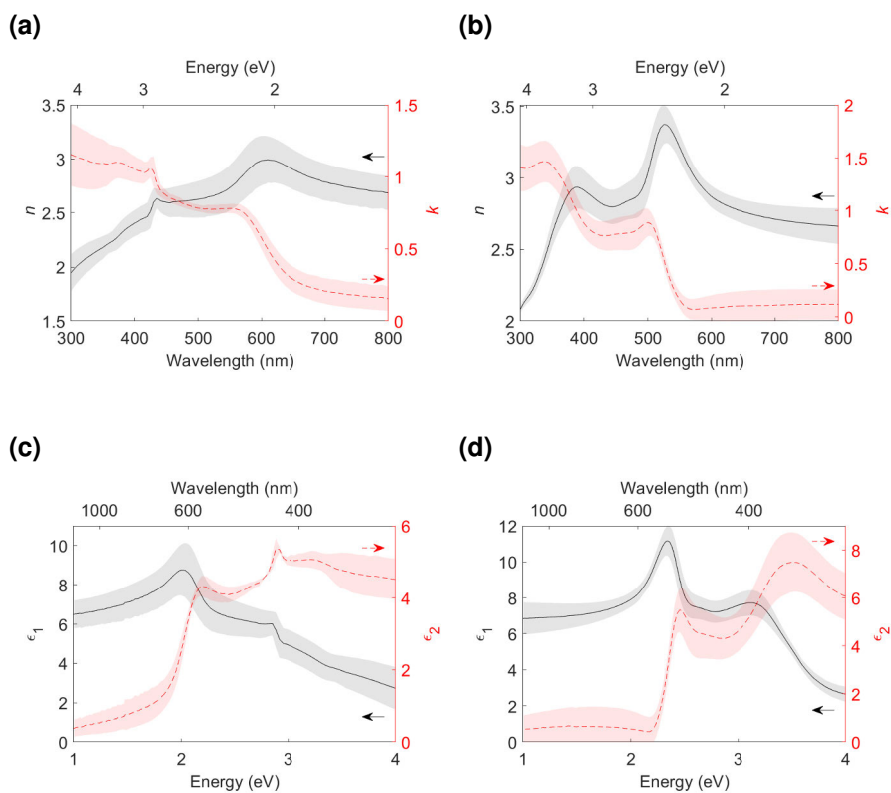 (a)
Energy (eV)
4 3 2
3.5 3 2.5 2 1.5
n
1.5 1 0.5 0
k
300 400 500 600 700 800
Wavelength (nm)
(b)
Energy (eV)
4 3 2
3.5 3 2.5 2
n
2 1.5 1 0.5 0
k
300 400 500 600 700 800
Wavelength (nm)
(c)
Wavelength (nm)
1000 600 400
10 8 6 4 2 0
ϵ1
6 4 2 0
ϵ2
1 2 3 4
Energy (eV)
(d)
Wavelength (nm)
1000 600 400
12 10 8 6 4 2 0
ϵ1
8 6 4 2 0
ϵ2
1 2 3 4
Energy (eV)